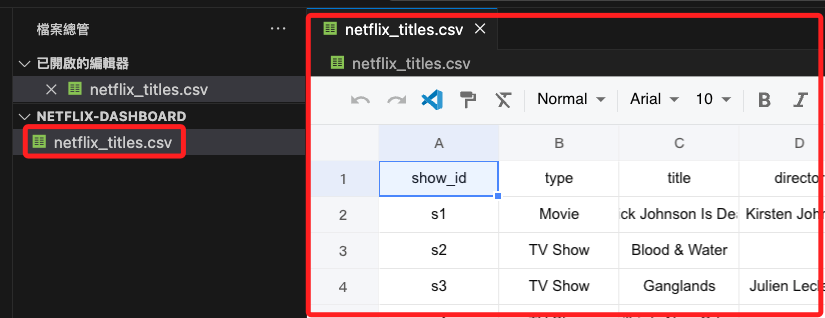 檔案總管
已開啟的編輯器
netflix_titles.csv
NETFLIX-DASHBOARD
netflix_titles.csv
netflix_titles.csv
netflix_titles.csv
Normal Arial 10 B I
A B C D
1 show_id type title director
2 s1 Movie ck Johnson Is De Kirsten John
3 s2 TV Show Blood & Water
4 s3 TV Show Ganglands Julien Lecle